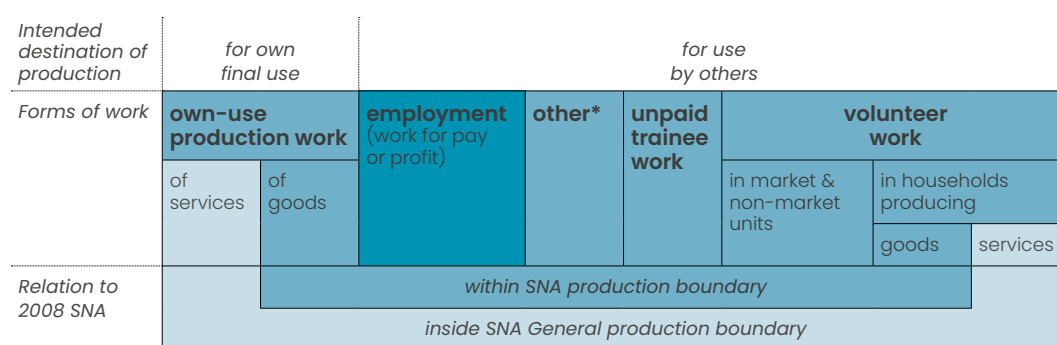 Intended
destination of
production
for own
final use
for use
by others
Forms of work
own-use
production work
employment
(work for pay
or profit)
other*
unpaid
trainee
work
volunteer
work
of
services
of
goods
in market &
non-market
units
in households
producing
goods
services
Relation to
2008 SNA
within SNA production boundary
inside SNA General production boundary